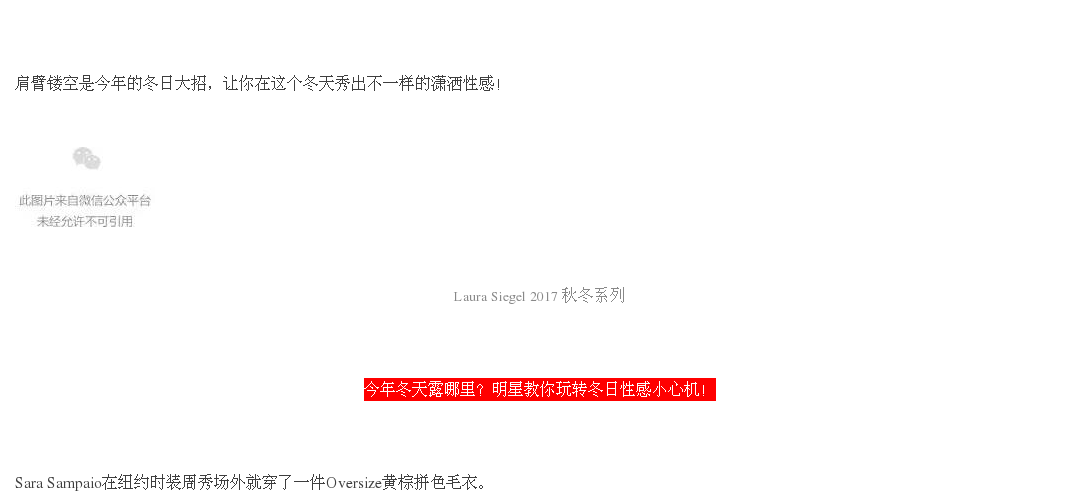 肩臂镂空是今年的冬日大招，让你在这个冬天秀出不一样的潇洒性感！
此图片来自微信公众平台
未经允许不可引用
Laura Siegel 2017 秋冬系列
今年冬天露哪里？明星教你玩转冬日性感小心机！
Sara Sampaio在纽约时装周秀场外就穿了一件Oversize黄棕拼色毛衣。